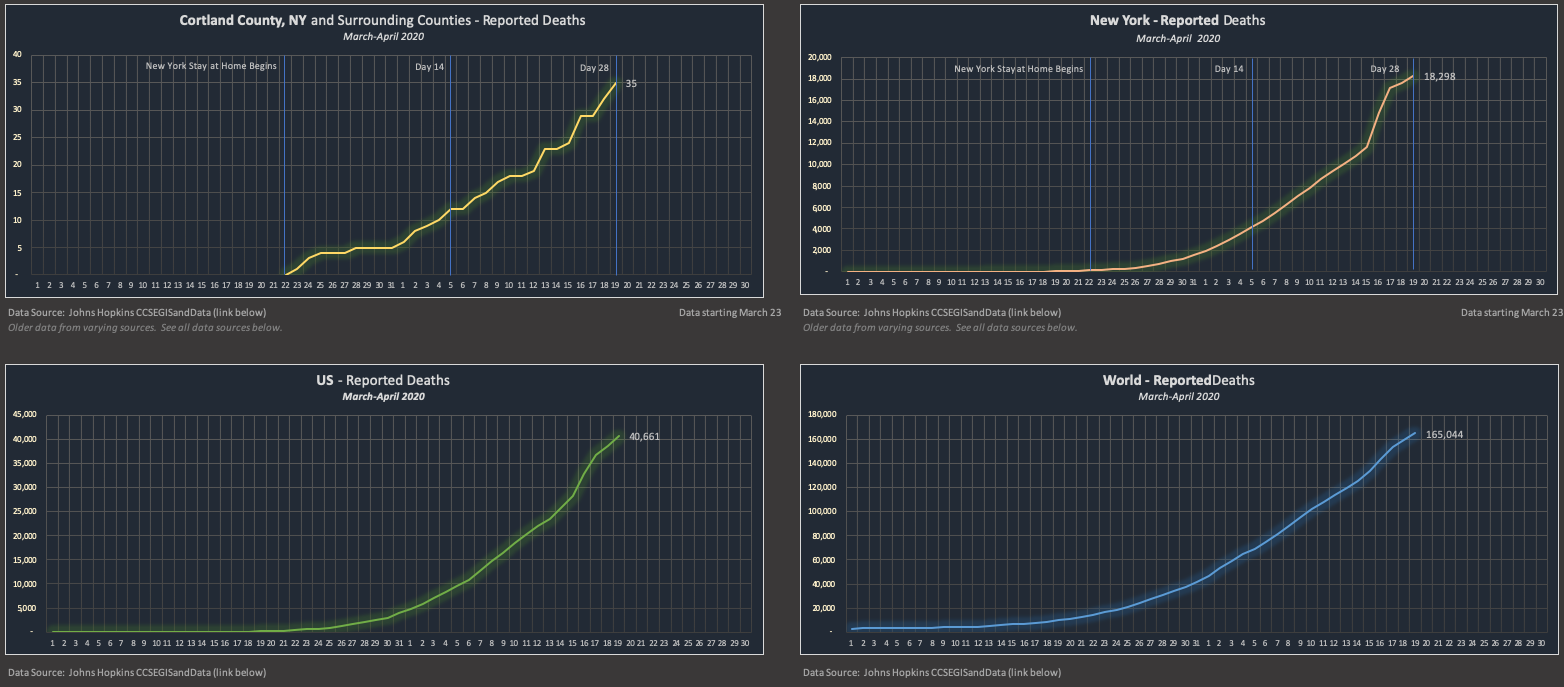 Cortland County, NY and Surrounding Counties - Reported Deaths
March-April 2020
40
35
30
25
20
15
10
5
-
New York Stay at Home Begins
Day 14
Day 28
35
1 2 3 4 5 6 7 8 9 10 11 12 13 14 15 16 17 18 19 20 21 22 23 24 25 26 27 28 29 30 31 1 2 3 4 5 6 7 8 9 10 11 12 13 14 15 16 17 18 19 20 21 22 23 24 25 26 27 28 29 30
Data Source: Johns Hopkins CCSEGISandData (link below)
Data starting March 23
Older data from varying sources. See all data sources below.
New York - Reported Deaths
March-April 2020
20,000
18,000
16,000
14,000
12,000
10,000
8,000
6,000
4,000
2000
-
New York Stay at Home Begins
Day 14
Day 28
18,298
1 2 3 4 5 6 7 8 9 10 11 12 13 14 15 16 17 18 19 20 21 22 23 24 25 26 27 28 29 30 31 1 2 3 4 5 6 7 8 9 10 11 12 13 14 15 16 17 18 19 20 21 22 23 24 25 26 27 28 29 30
Data Source: Johns Hopkins CCSEGISandData (link below)
Data starting March 23
Older data from varying sources. See all data sources below.
US - Reported Deaths
March-April 2020
45,000
40,000
35,000
30,000
25,000
20,000
15,000
10,000
5000
-
40,661
1 2 3 4 5 6 7 8 9 10 11 12 13 14 15 16 17 18 19 20 21 22 23 24 25 26 27 28 29 30 31 1 2 3 4 5 6 7 8 9 10 11 12 13 14 15 16 17 18 19 20 21 22 23 24 25 26 27 28 29 30
Data Source: Johns Hopkins CCSEGISandData (link below)
World - ReportedDeaths
March-April 2020
180,000
160,000
140,000
120,000
100,000
80,000
60,000
40,000
20,000
-
165,044
1 2 3 4 5 6 7 8 9 10 11 12 13 14 15 16 17 18 19 20 21 22 23 24 25 26 27 28 29 30 31 1 2 3 4 5 6 7 8 9 10 11 12 13 14 15 16 17 18 19 20 21 22 23 24 25 26 27 28 29 30
Data Source: Johns Hopkins CCSEGISandData (link below)